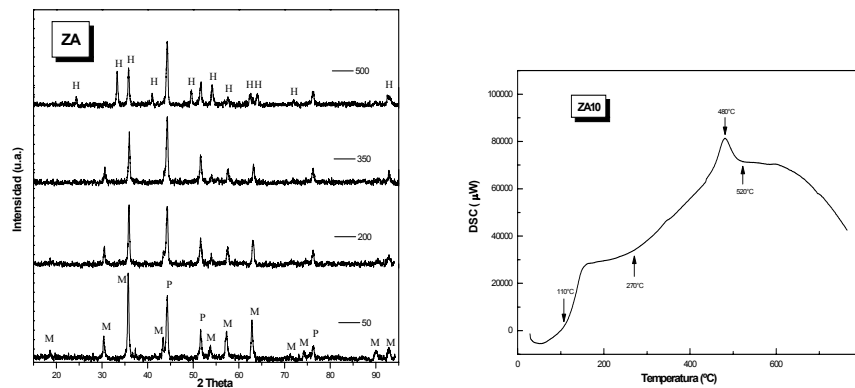 ZA
H H H H H H H H H H H
500
350
200
M P
50
M M M P M M M M M P M M
15 20 30 40 50 60 70 80 90
2 Theta
Intensidad (u.a.)
ZA10
100000
80000
60000
40000
20000
0
DSC ( µW)
480°C
520°C
110°C
270°C
0 200 400 600
Temperatura (°C)